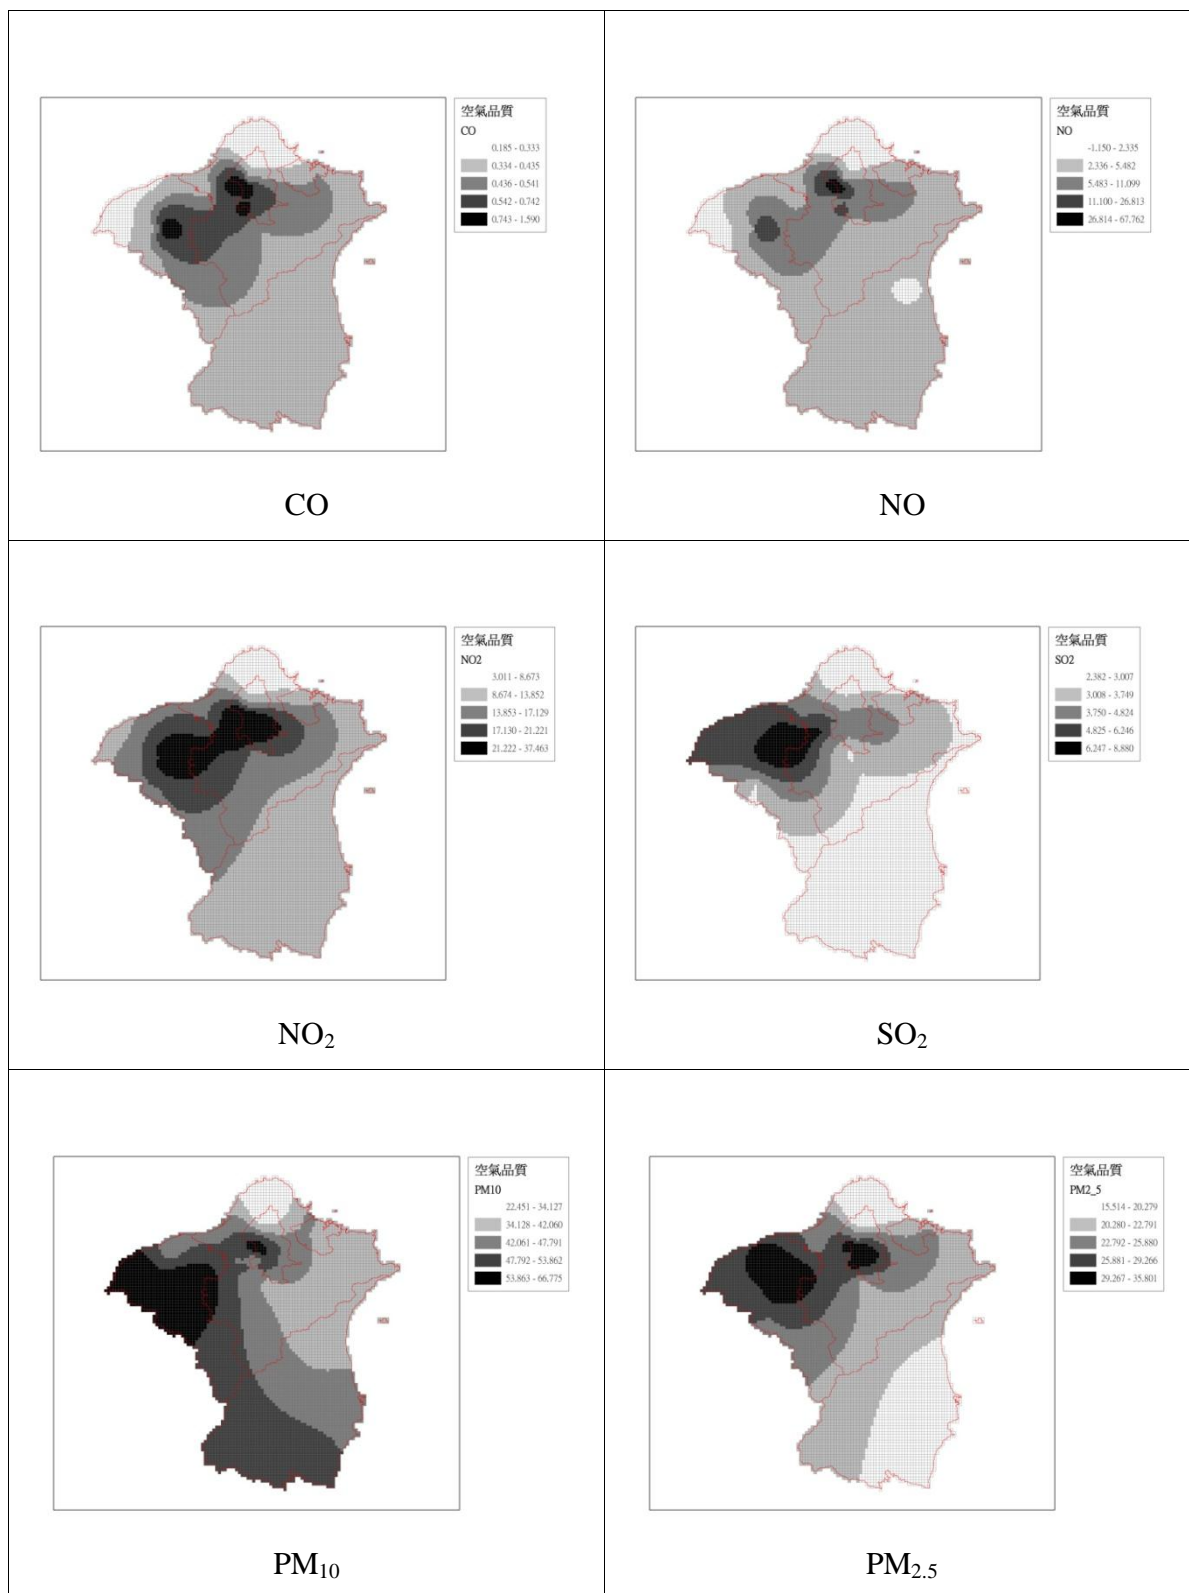 空氣品質
CO
0.185 - 0.333
0.334 - 0.435
0.436 - 0.541
0.542 - 0.742
0.743 - 1.590
CO
空氣品質
NO
-1.150 - 2.335
2.336 - 5.482
5.483 - 11.099
11.100 - 26.813
26.814 - 67.762
NO
空氣品質
NO2
3.011 - 8.673
8.674 - 13.852
13.853 - 17.129
17.130 - 21.221
21.222 - 37.463
NO₂
空氣品質
SO2
2.382 - 3.007
3.008 - 3.749
3.750 - 4.824
4.825 - 6.246
6.247 - 8.880
SO₂
空氣品質
PM10
22.451 - 34.127
34.128 - 42.060
42.061 - 47.791
47.792 - 53.862
53.863 - 66.775
PM₁₀
空氣品質
PM2_5
15.514 - 20.279
20.280 - 22.791
22.792 - 25.880
25.881 - 29.266
29.267 - 35.801
PM₂.₅